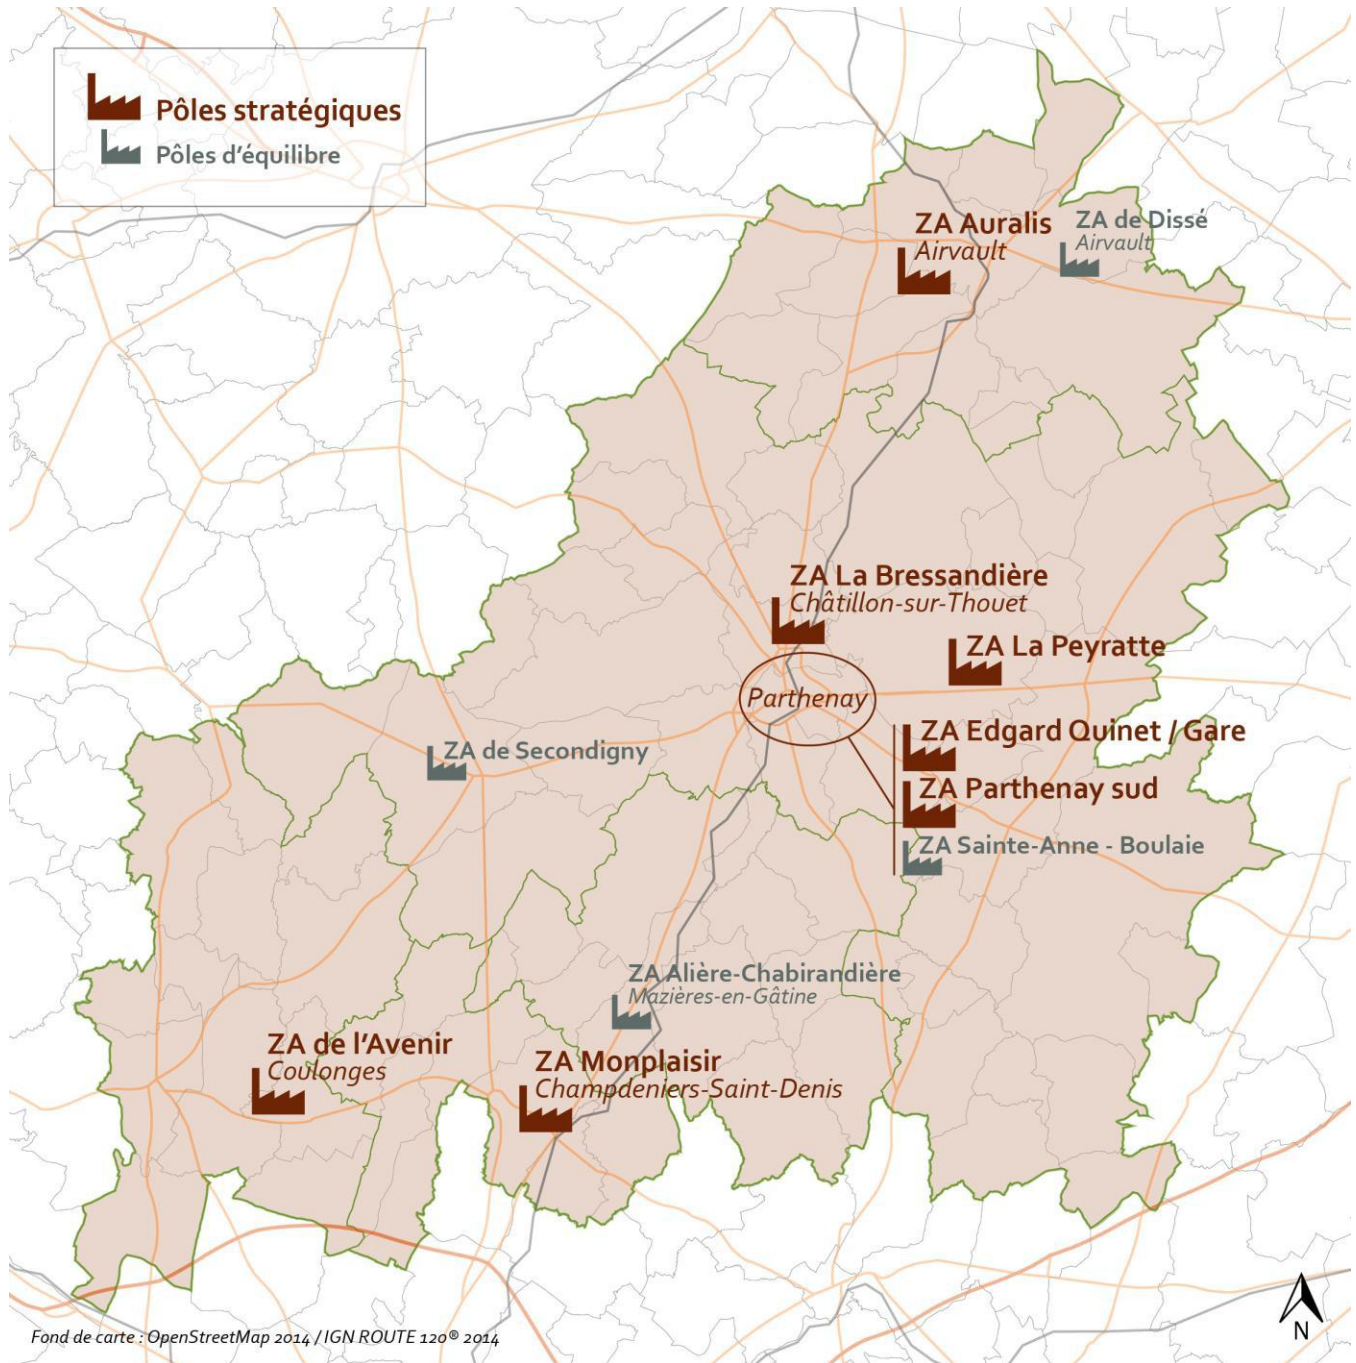 Pôles stratégiques
Pôles d'équilibre
ZA Auralis
Airvault
ZA de Dissé
Airvault
ZA La Bressandière
Châtillon-sur-Thouet
ZA La Peyratte
Parthenay
ZA Edgard Quinet / Gare
ZA Parthenay sud
ZA Sainte-Anne - Boulaie
ZA de Secondigny
ZA Alière-Chabirandière
Mazières-en-Gâtine
ZA de l'Avenir
Coulonges
ZA Monplaisir
Champdeniers-Saint-Denis
Fond de carte : OpenStreetMap 2014 / IGN ROUTE 120® 2014
N